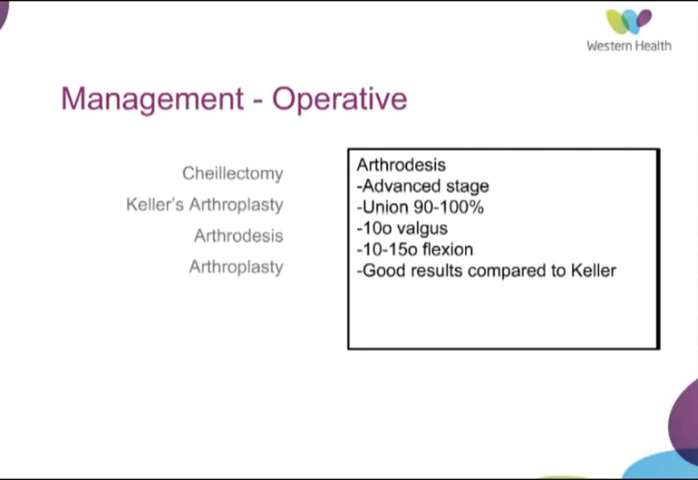 Western Health
Management - Operative
Cheillectomy
Keller's Arthroplasty
Arthrodesis
Arthroplasty
Arthrodesis
-Advanced stage
-Union 90-100%
-10o valgus
-10-15o flexion
-Good results compared to Keller